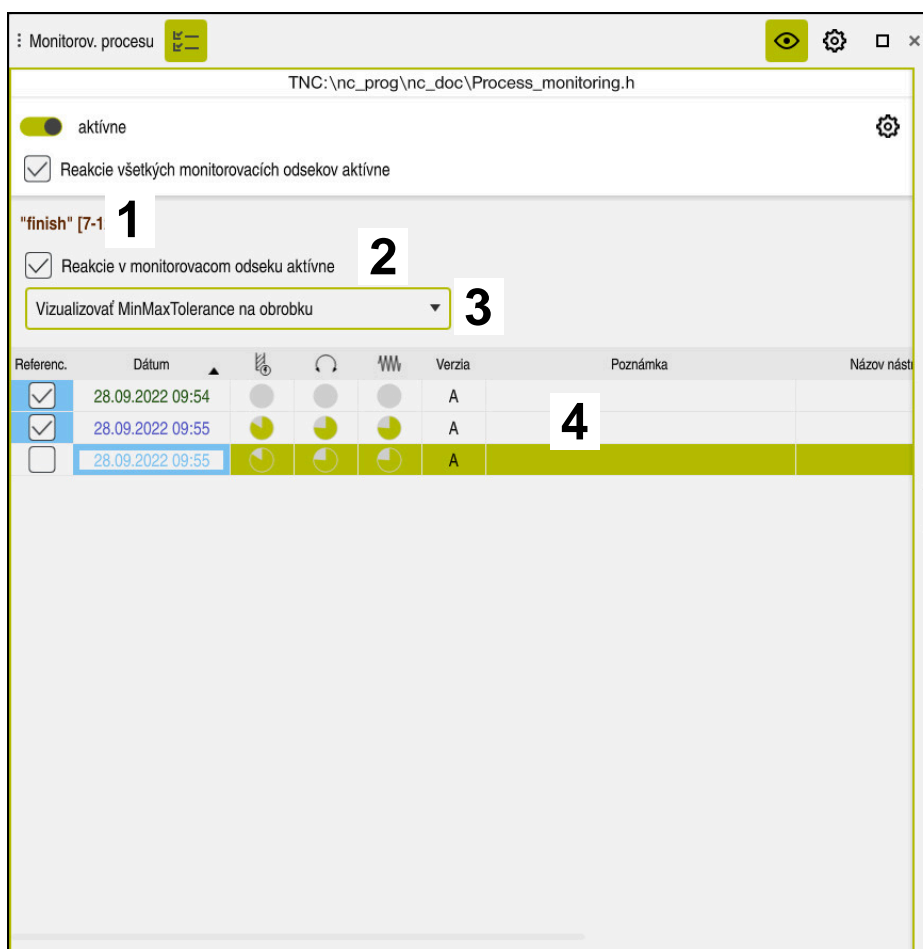 Monitorov. procesu
TNC:\nc_prog\nc_doc\Process_monitoring.h
aktívne
Reakcie všetkých monitorovacích odsekov aktívne
"finish" [7-1
1
Reakcie v monitorovacom odseku aktívne
2
Vizualizovať MinMaxTolerance na obrobku
3
Referenc. Dátum Verzia Poznámka Názov nástr
28.09.2022 09:54 A
28.09.2022 09:55 A
4
28.09.2022 09:55 A